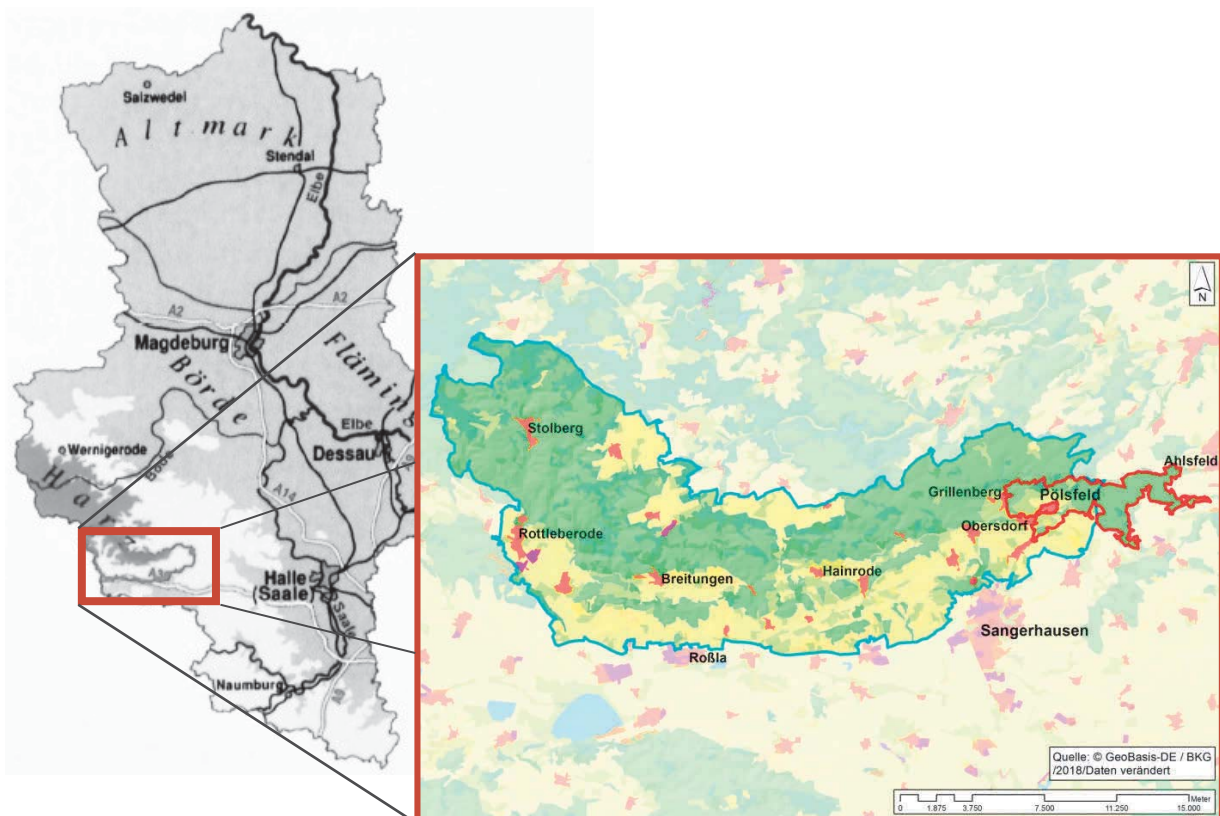 Salzwedel
Altmark
Stendal
Elbe
A2
A2
Magdeburg
Börde
Fläming
Elbe
Wernigerode
Bode
Dessau
Harz
A14
9
A38
Halle
(Saale)
Saale
Naumburg
A9
N
Stolberg
Ahlsfeld
Grillenberg
Pölsfeld
Obersdorf
Rottleberode
Breitungen
Hainrode
Sangerhausen
Roßla
Quelle: © GeoBasis-DE / BKG
/2018/Daten verändert
Meter
0 1.875 3.750 7.500 11.250 15.000